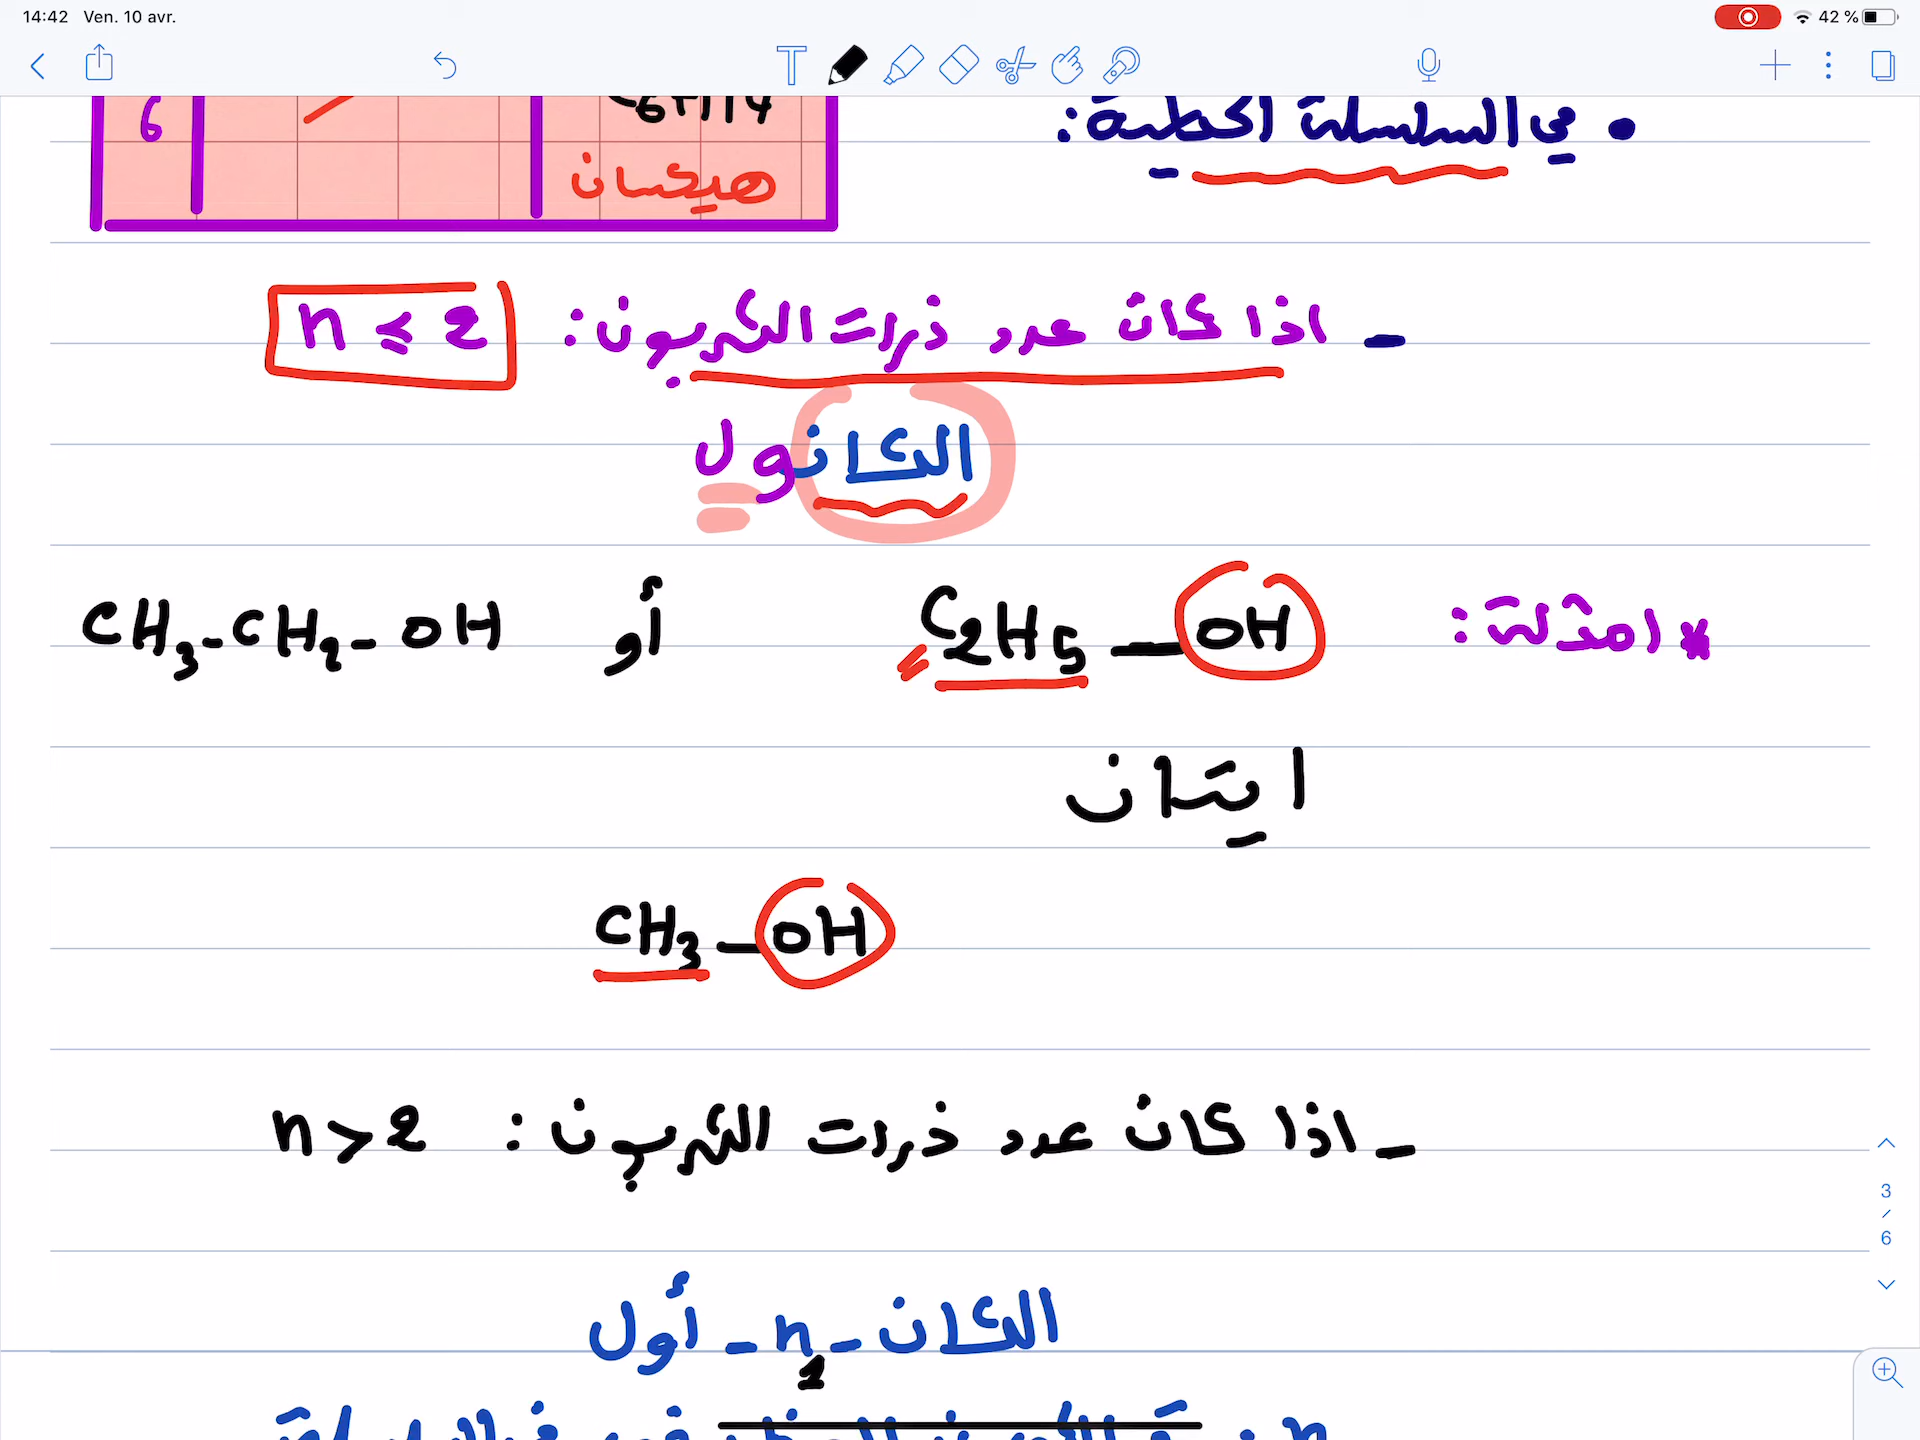 14:42 Ven. 10 avr. 42 %
6 C6H14
هيكسان
• في السلسلة الخطية:
- اذا كان عدد ذرات الكربون: n ≤ 2
الكانول
* امثلة: C2H5 - OH أو CH3-CH2-OH
ايثان
CH3-OH
- اذا كان عدد ذرات الكربون: n > 2
3
/
6
الكان - n1 - أول